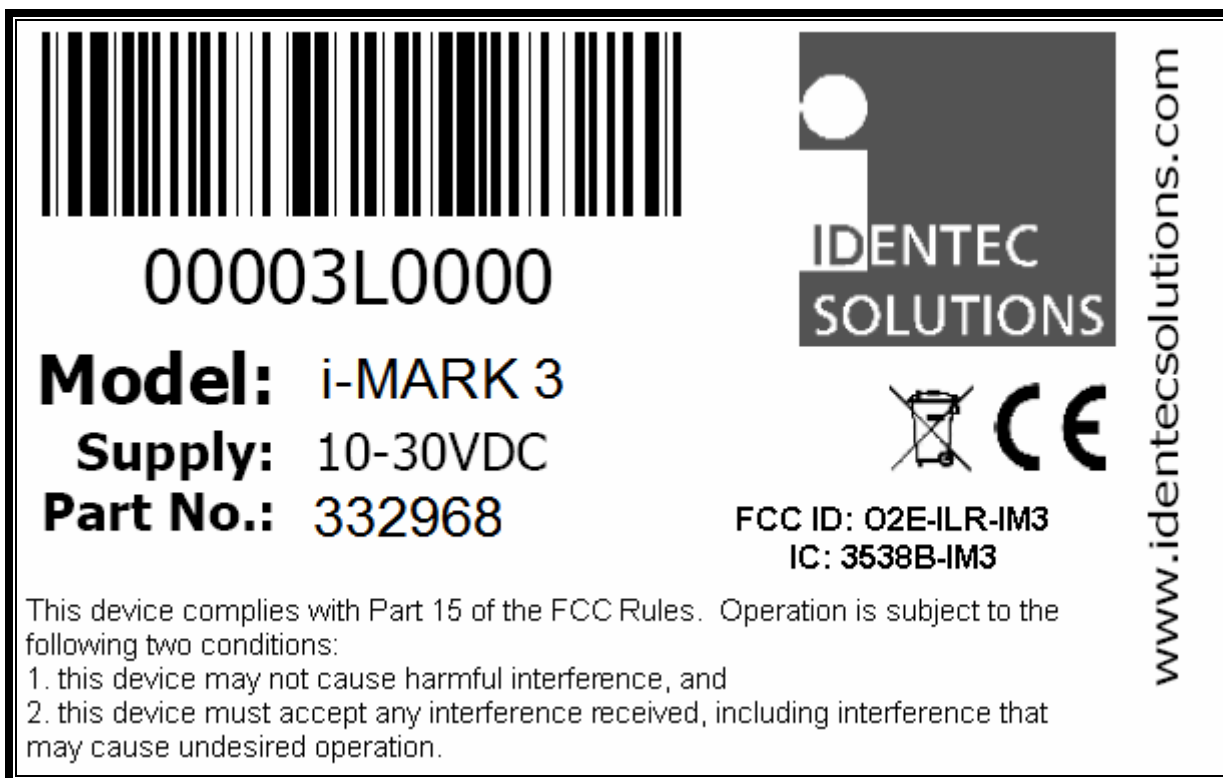 00003L0000
Model: i-MARK 3
Supply: 10-30VDC
Part No.: 332968
IDENTEC
SOLUTIONS
CE
FCC ID: O2E-ILR-IM3
IC: 3538B-IM3
www.identecsolutions.com
This device complies with Part 15 of the FCC Rules.  Operation is subject to the
following two conditions:
1. this device may not cause harmful interference, and
2. this device must accept any interference received, including interference that
may cause undesired operation.